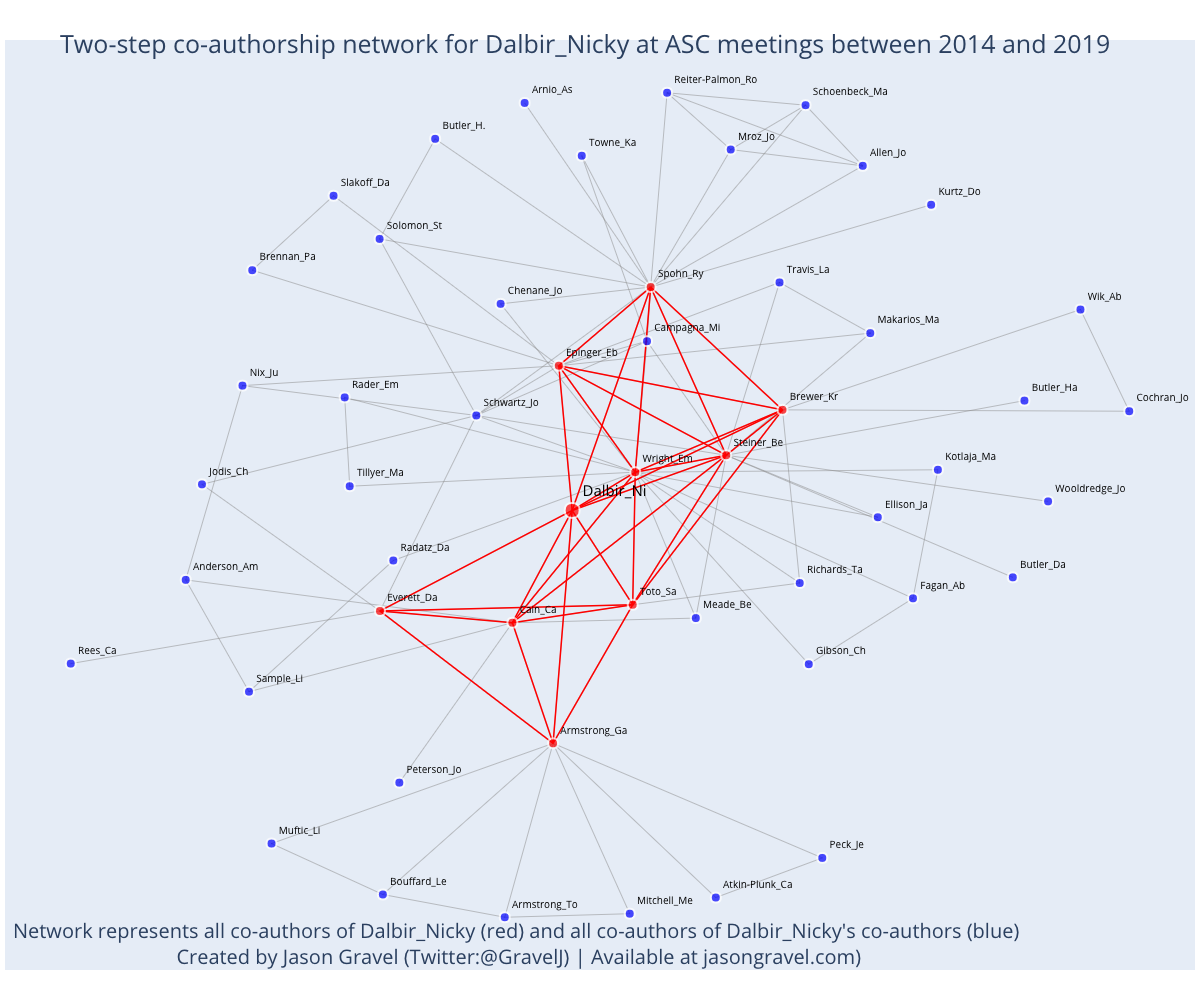 Two-step co-authorship network for Dalbir_Nicky at ASC meetings between 2014 and 2019
Reiter-Palmon_Ro
Arnio_As
Schoenbeck_Ma
Butler_H.
Mroz_Jo
Towne_Ka
Allen_Jo
Slakoff_Da
Kurtz_Do
Solomon_St
Brennan_Pa
Spohn_Ry
Travis_La
Chenane_Jo
Wik_Ab
Makarios_Ma
Campagna_Mi
Epinger_Eb
Nix_Ju
Rader_Em
Butler_Ha
Brewer_Kr
Cochran_Jo
Schwartz_Jo
Steiner_Be
Kotlaja_Ma
Wright_Em
Jodis_Ch
Tillyer_Ma
Wooldredge_Jo
Dalbir_Ni
Ellison_Ja
Radatz_Da
Anderson_Am
Butler_Da
Richards_Ta
Fagan_Ab
Toto_Sa
Everett_Da
Meade_Be
Cain_Ca
Rees_Ca
Gibson_Ch
Sample_Li
Armstrong_Ga
Peterson_Jo
Muftic_Li
Peck_Je
Bouffard_Le
Atkin-Plunk_Ca
Mitchell_Me
Armstrong_To
Network represents all co-authors of Dalbir_Nicky (red) and all co-authors of Dalbir_Nicky's co-authors (blue)
Created by Jason Gravel (Twitter:@GravelJ) | Available at jasongravel.com)